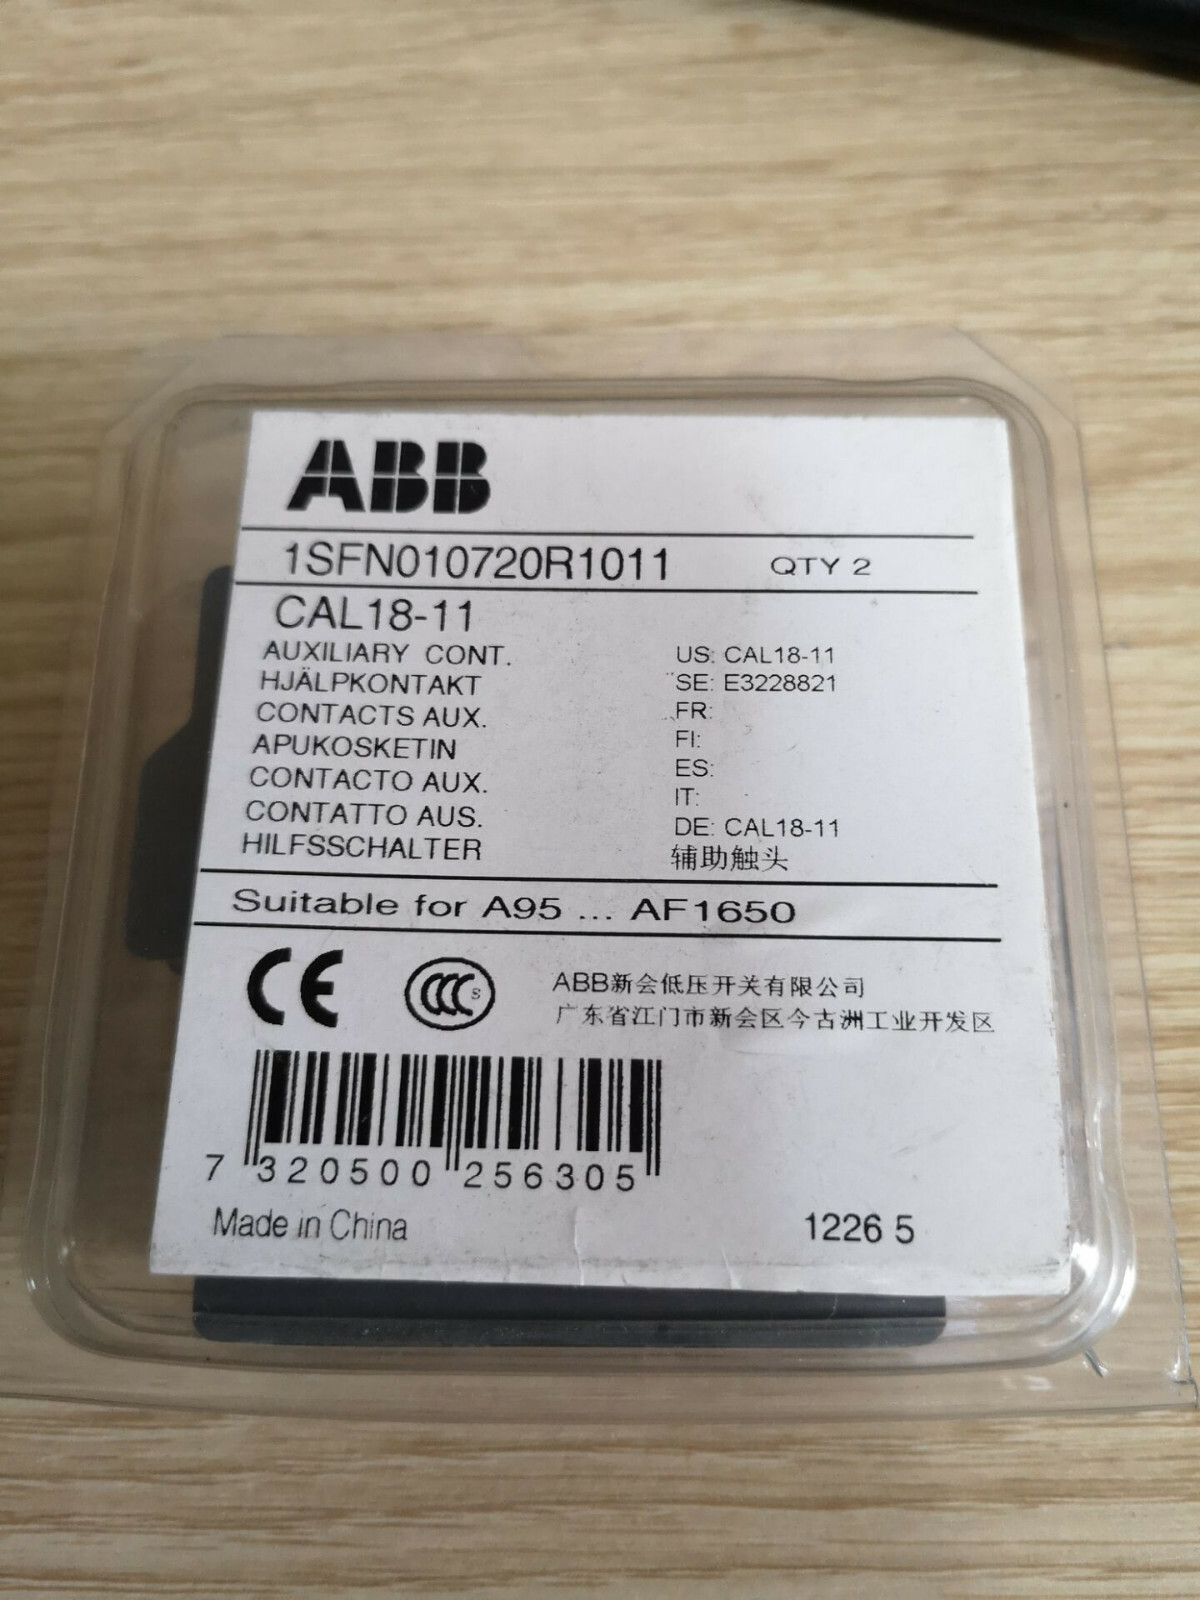 ABB
1SFN010720R1011 QTY 2
CAL18-11
AUXILIARY CONT. US: CAL18-11
HJÄLPKONTAKT SE: E3228821
CONTACTS AUX. FR:
APUKOSKETIN FI:
CONTACTO AUX. ES:
CONTATTO AUS. IT:
HILFSSCHALTER DE: CAL18-11
辅助触头
Suitable for A95 ... AF1650
CE CCC S ABB新会低压开关有限公司
广东省江门市新会区今古洲工业开发区
7 320500 256305
Made in China 1226 5